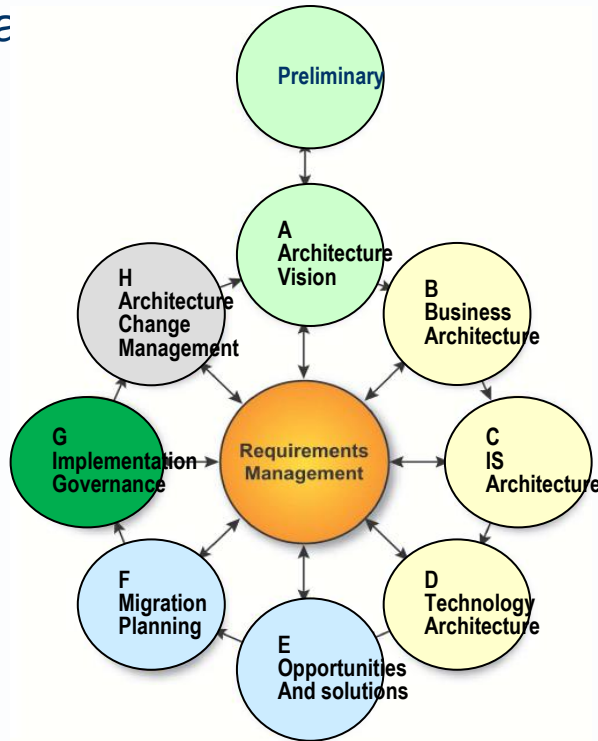 Preliminary
A
Architecture
Vision
B
Business
Architecture
C
IS
Architecture
D
Technology
Architecture
E
Opportunities
And solutions
F
Migration
Planning
G
Implementation
Governance
H
Architecture
Change
Management
Requirements
Management